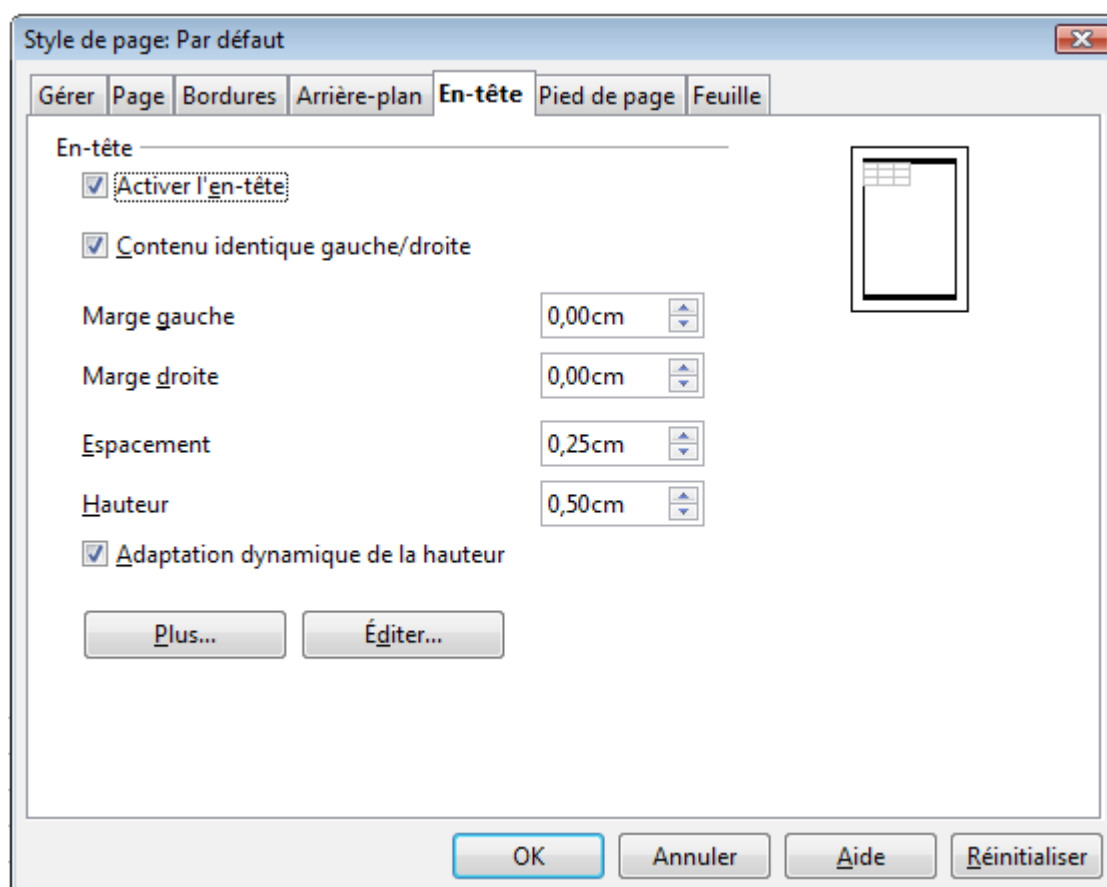 Style de page: Par défaut
Gérer Page Bordures Arrière-plan En-tête Pied de page Feuille
En-tête
Activer l'en-tête
Contenu identique gauche/droite
Marge gauche 0,00cm
Marge droite 0,00cm
Espacement 0,25cm
Hauteur 0,50cm
Adaptation dynamique de la hauteur
Plus... Éditer...
OK Annuler Aide Réinitialiser